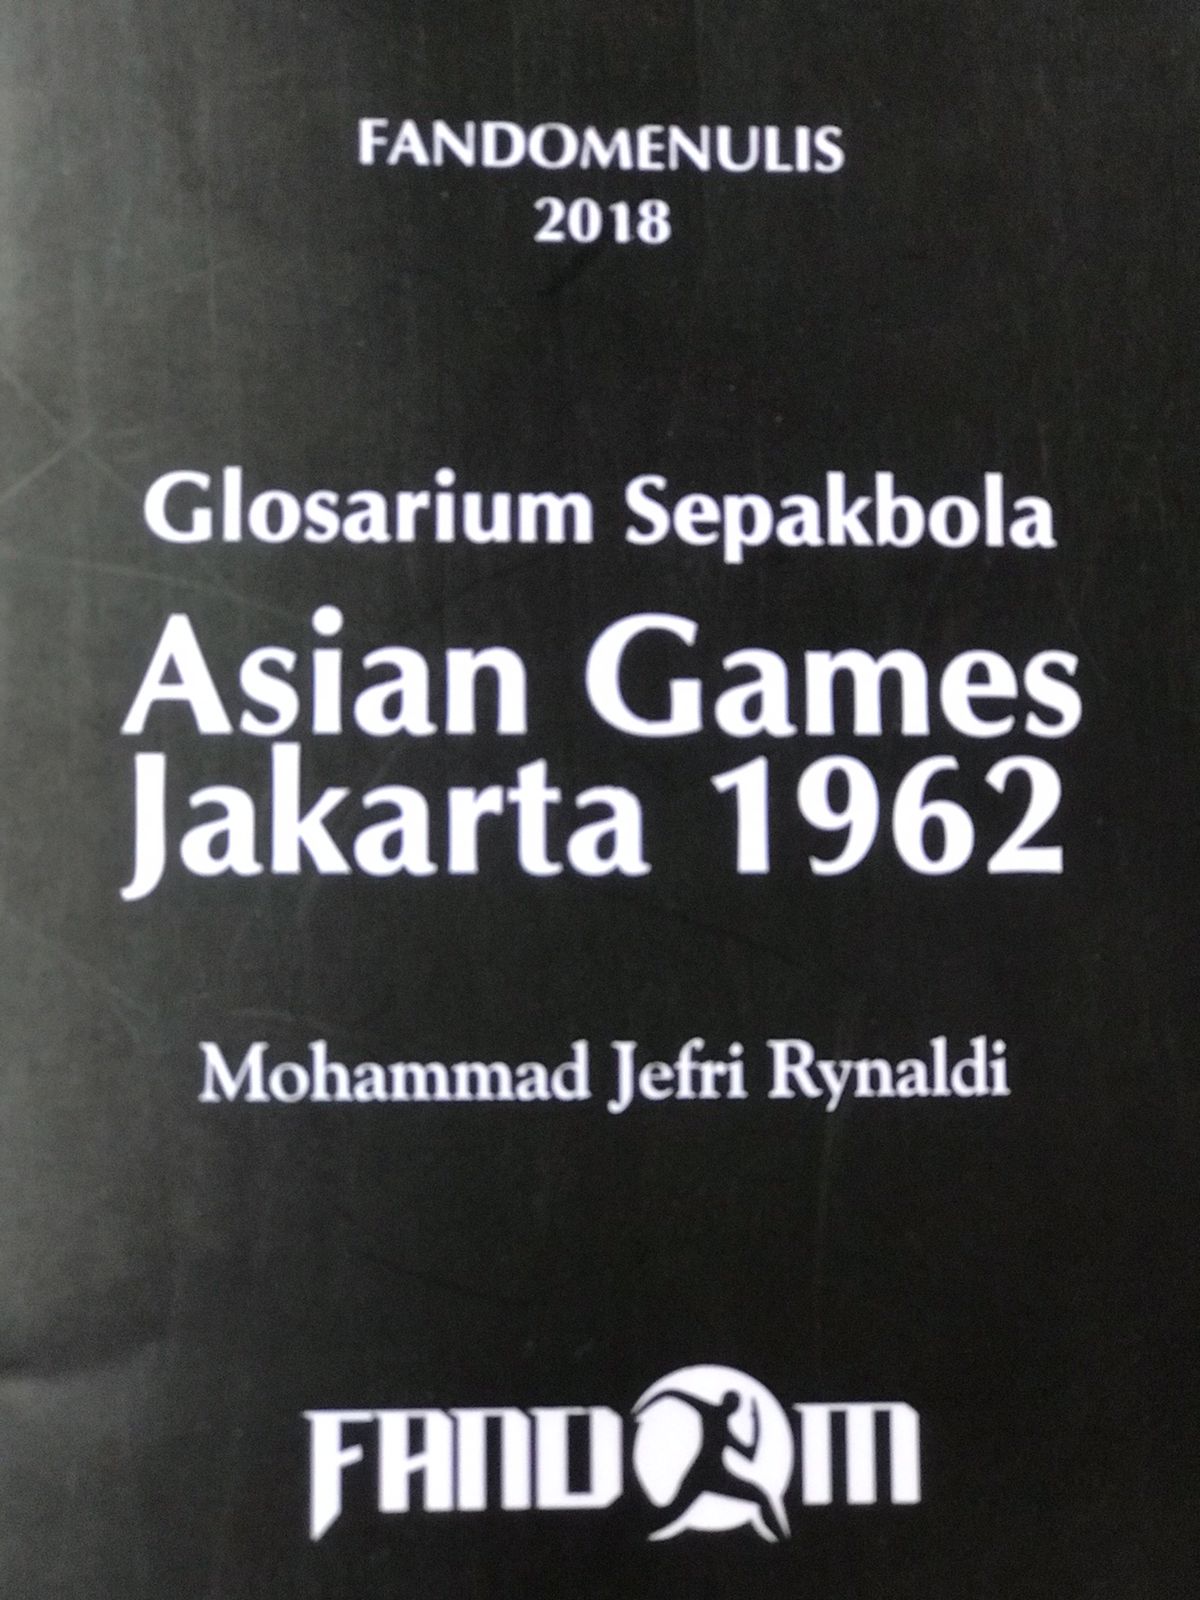 FANDOMENULIS
2018
Glosarium Sepakbola
Asian Games
Jakarta 1962
Mohammad Jefri Rynaldi
FANDOM